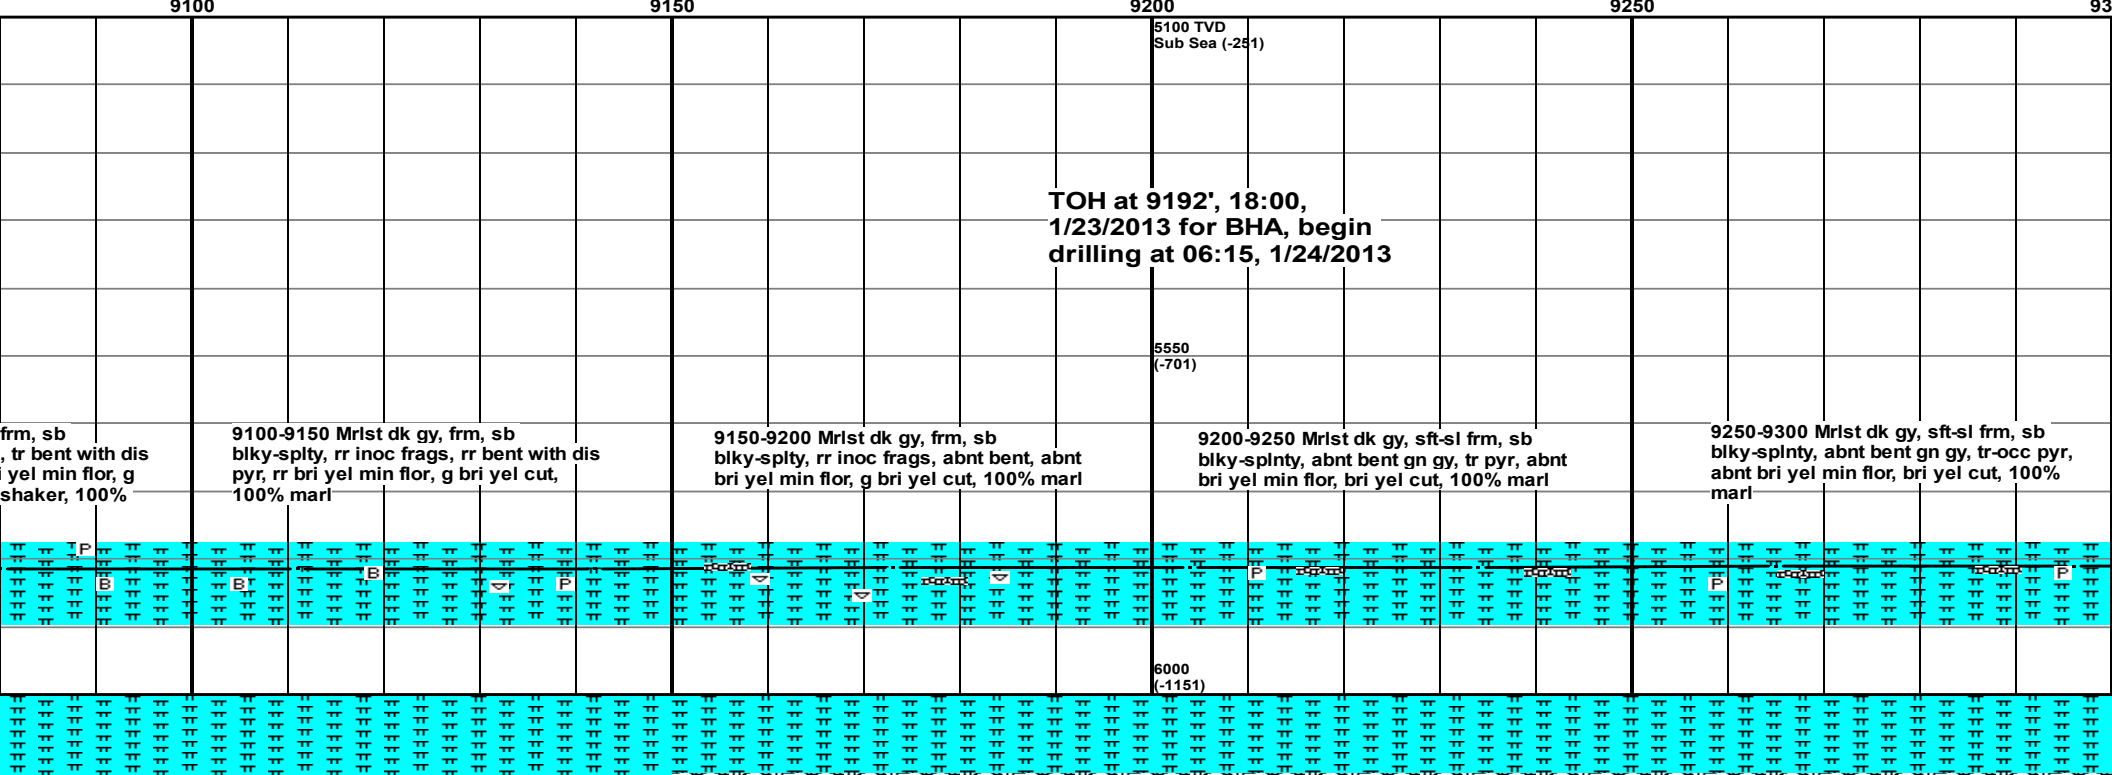 9100 9150 9200 9250 93
5100 TVD
Sub Sea (-251)
TOH at 9192', 18:00,
1/23/2013 for BHA, begin
drilling at 06:15, 1/24/2013
5550
(-701)
frm, sb
, tr bent with dis
i yel min flor, g
shaker, 100%
9100-9150 Mrlst dk gy, frm, sb
blky-splty, rr inoc frags, rr bent with dis
pyr, rr bri yel min flor, g bri yel cut,
100% marl
9150-9200 Mrlst dk gy, frm, sb
blky-splty, rr inoc frags, abnt bent, abnt
bri yel min flor, g bri yel cut, 100% marl
9200-9250 Mrlst dk gy, sft-sl frm, sb
blky-splnty, abnt bent gn gy, tr pyr, abnt
bri yel min flor, bri yel cut, 100% marl
9250-9300 Mrlst dk gy, sft-sl frm, sb
blky-splnty, abnt bent gn gy, tr-occ pyr,
abnt bri yel min flor, bri yel cut, 100%
marl
P
B B B P P P P
6000
(-1151)